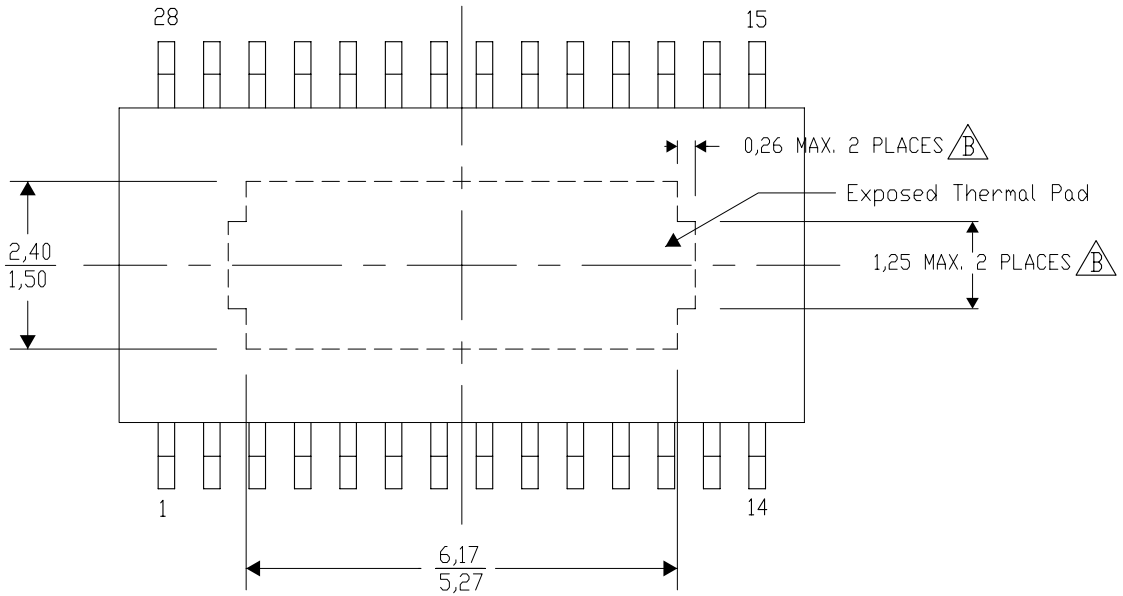 28
15
0,26 MAX. 2 PLACES B
Exposed Thermal Pad
2,40
1,50
1,25 MAX. 2 PLACES B
1
14
6,17
5,27